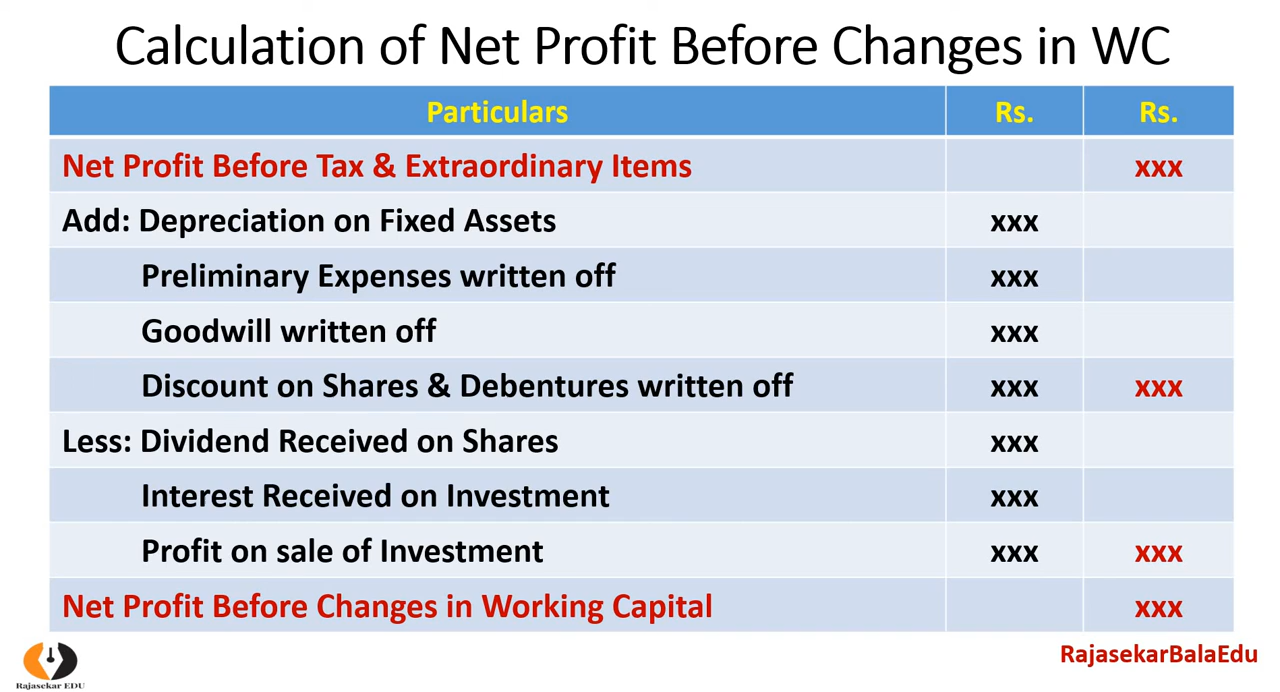 Calculation of Net Profit Before Changes in WC
Particulars Rs. Rs.
Net Profit Before Tax & Extraordinary Items xxx
Add: Depreciation on Fixed Assets xxx
Preliminary Expenses written off xxx
Goodwill written off xxx
Discount on Shares & Debentures written off xxx xxx
Less: Dividend Received on Shares xxx
Interest Received on Investment xxx
Profit on sale of Investment xxx xxx
Net Profit Before Changes in Working Capital xxx
RajasekarBalaEdu
Rajasekar EDU